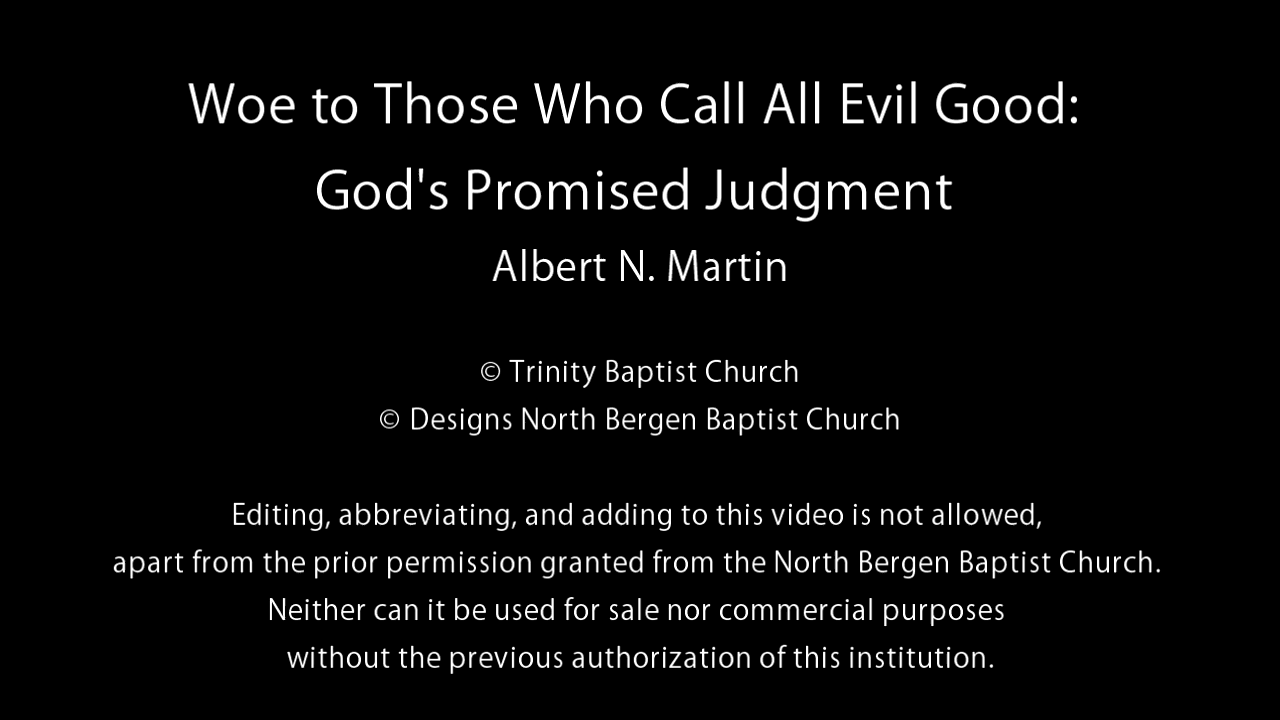 Woe to Those Who Call All Evil Good:
God's Promised Judgment
Albert N. Martin
© Trinity Baptist Church
© Designs North Bergen Baptist Church
Editing, abbreviating, and adding to this video is not allowed,
apart from the prior permission granted from the North Bergen Baptist Church.
Neither can it be used for sale nor commercial purposes
without the previous authorization of this institution.